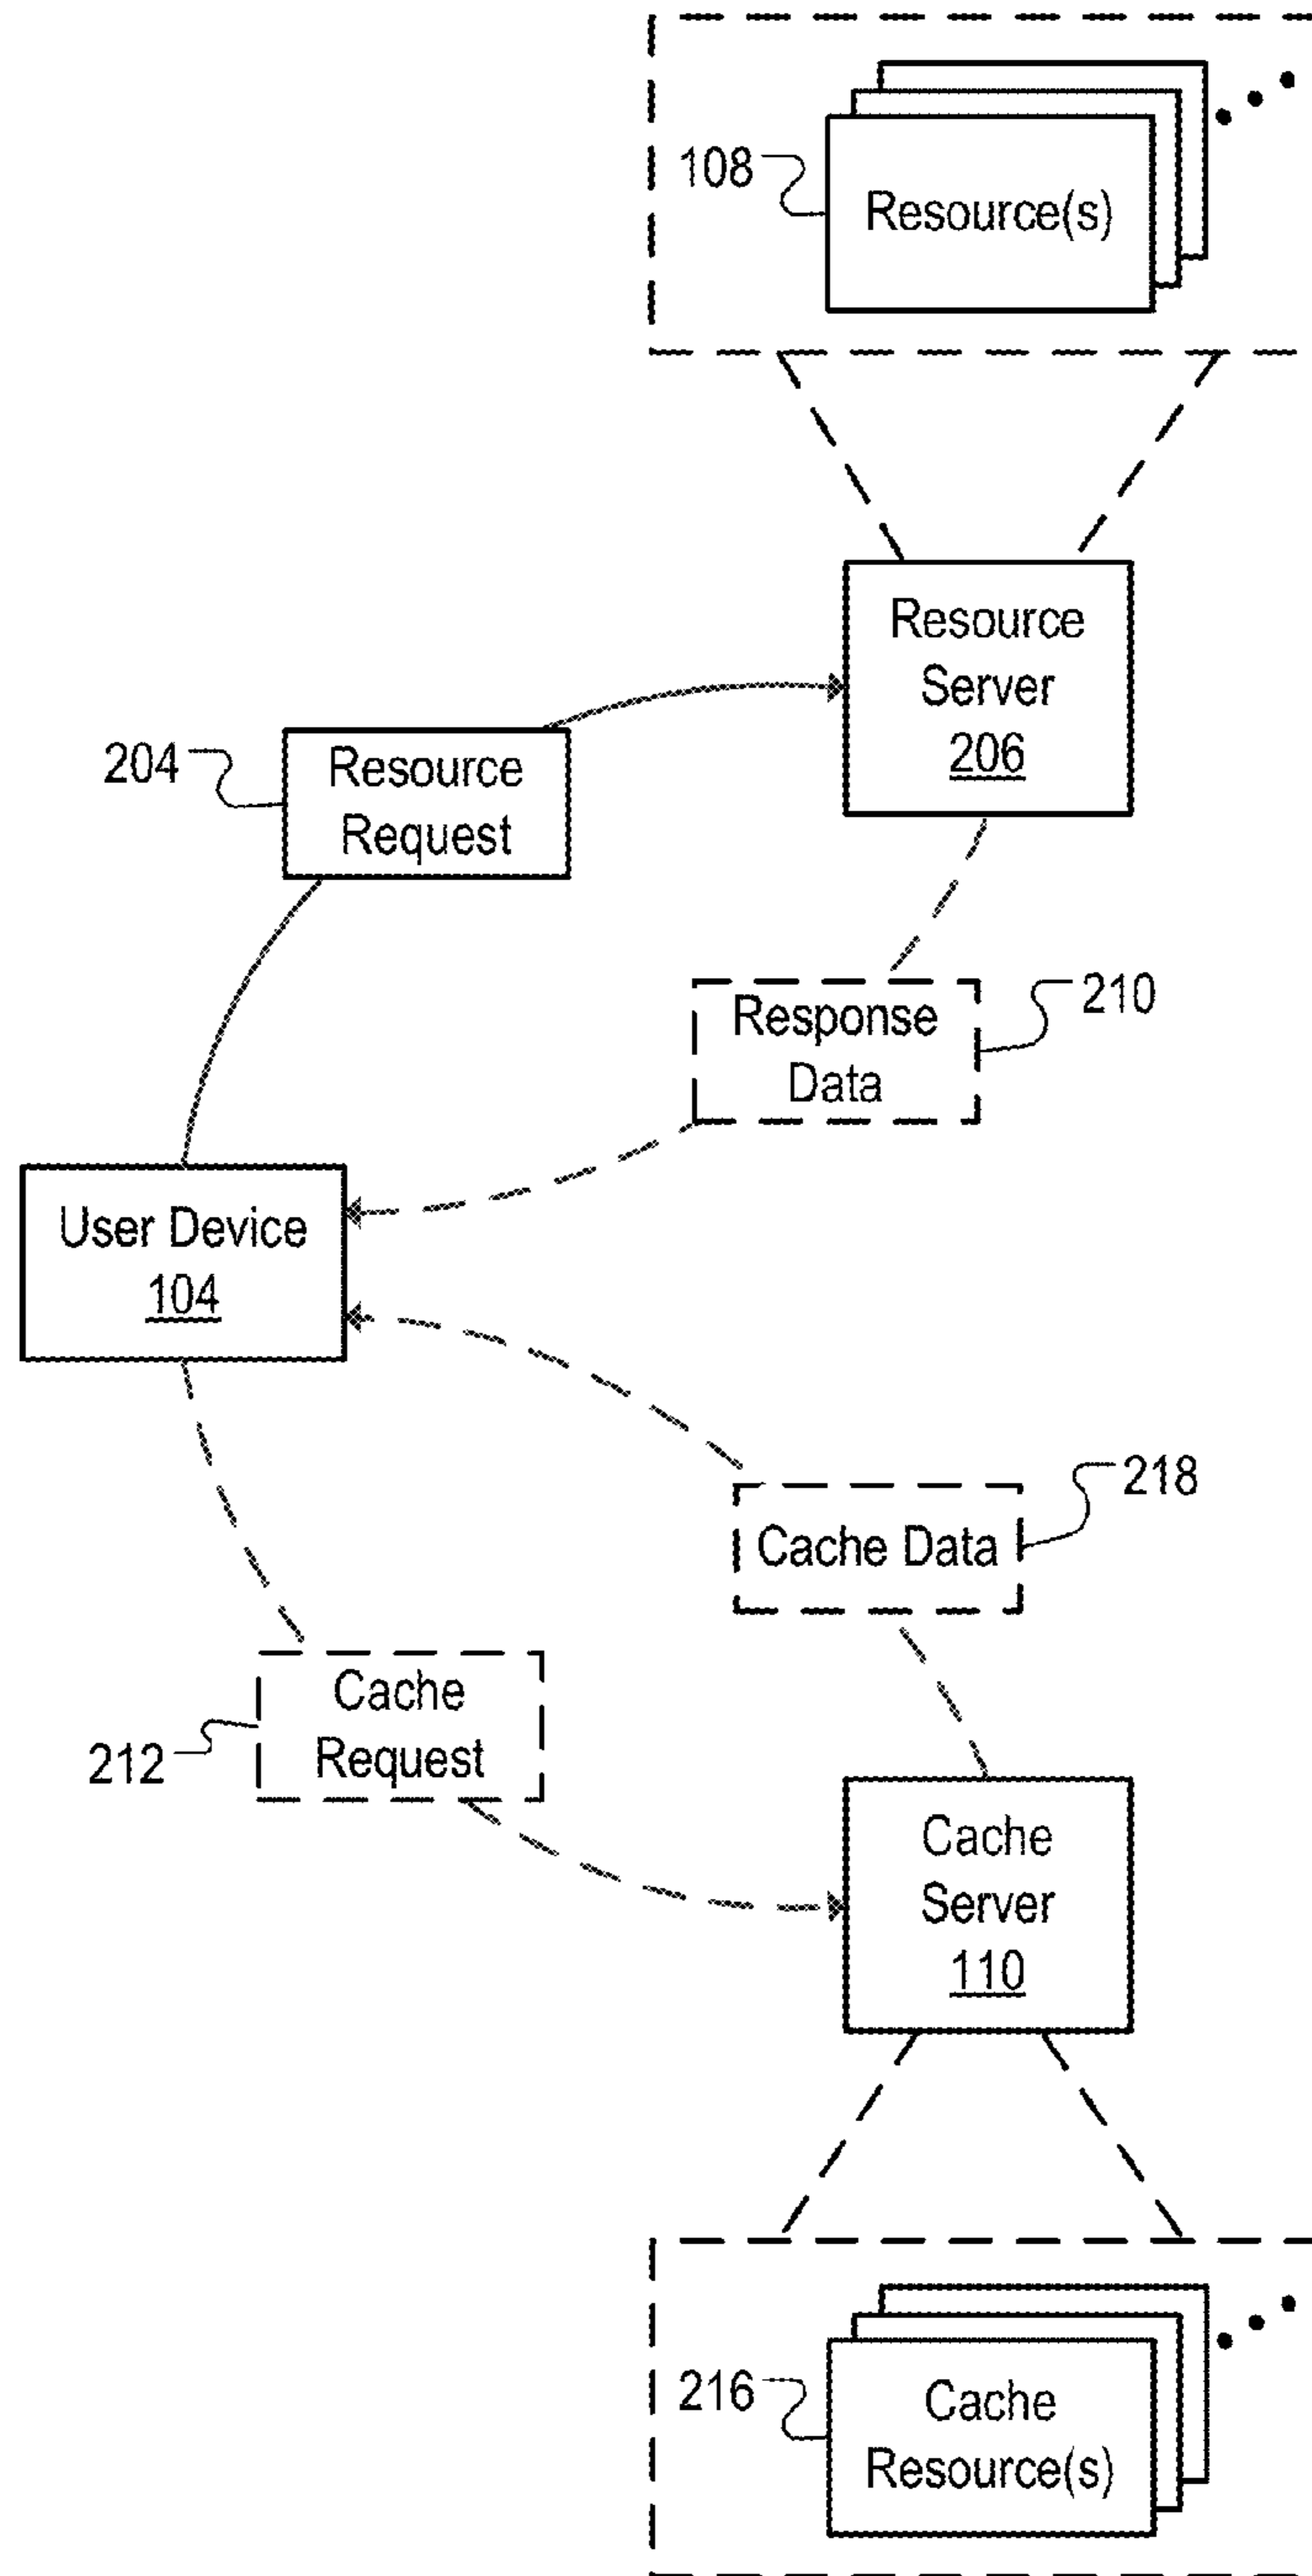 108
Resource(s)
Resource
Server
206
204
Resource
Request
210
Response
Data
User Device
104
218
Cache Data
212
Cache
Request
Cache
Server
110
216
Cache
Resource(s)